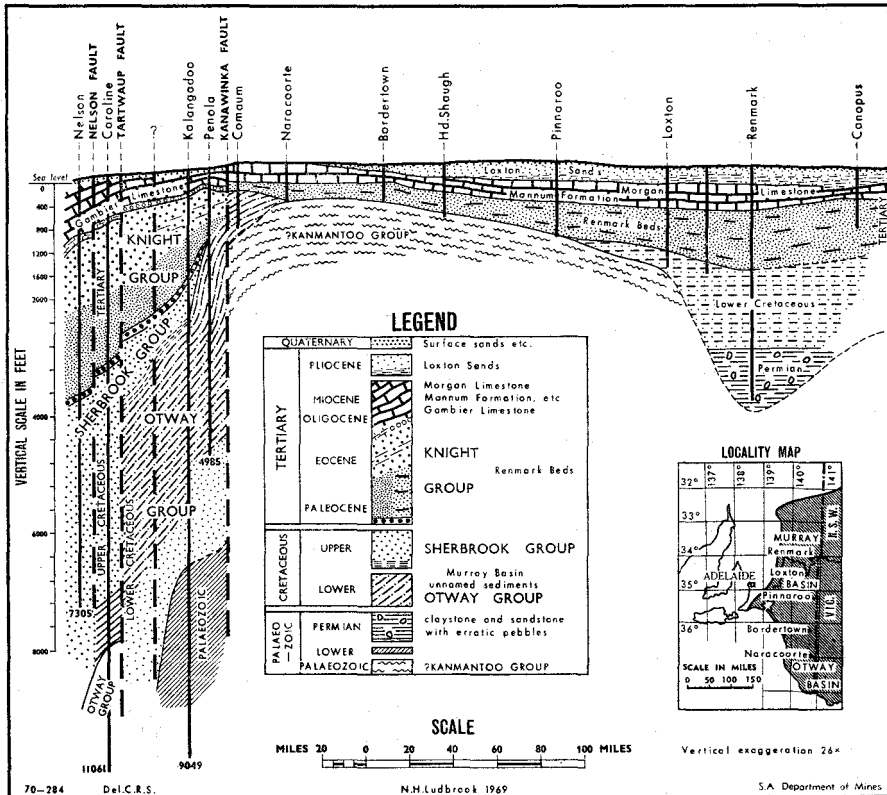 Nelson
NELSON FAULT
Caroline
TARTWAUP FAULT
?
Kalangadoo
Penola
KANAWINKA FAULT
Comaum
Naracoorte
Bordertown
Hd. Shaugh
Pinnaroo
Loxton
Renmark
Canopus
Sea level
0
400
800
1200
1600
2000
4000
6000
8000
VERTICAL SCALE IN FEET
Gambier Limestone
KNIGHT
GROUP
TERTIARY
SHERBROOK GROUP
UPPER CRETACEOUS
LOWER CRETACEOUS
OTWAY
GROUP
PALAEOZOIC
OTWAY GROUP
7305
11061
9049
4985
?KANMANTOO GROUP
Loxton Sands
Morgan Limestone
Mannum Formation
Renmark Beds
TERTIARY
Lower Cretaceous
Permian
LEGEND
QUATERNARY Surface sands etc.
TERTIARY
PLIOCENE Loxton Sands
MIOCENE
OLIGOCENE
Morgan Limestone
Mannum Formation, etc
Gambier Limestone
EOCENE KNIGHT
Renmark Beds
GROUP
PALEOCENE
CRETACEOUS
UPPER SHERBROOK GROUP
LOWER Murray Basin
unnamed sediments
OTWAY GROUP
PALAEO
—ZOIC
PERMIAN claystone and sandstone
with erratic pebbles
LOWER
PALAEOZOIC ?KANMANTOO GROUP
LOCALITY MAP
137°
138°
139°
140°
141°
32°
33°
34°
35°
36°
N.S.W.
VIC.
MURRAY
Renmark
ADELAIDE
Loxton
BASIN
Pinnaroo
Bordertown
Naracoorte
OTWAY
BASIN
SCALE IN MILES
0 50 100 150
SCALE
MILES 20 0 20 40 60 80 100 MILES
Vertical exaggeration 26×
70—284 Del.C.R.S. N.H.Ludbrook 1969 S.A. Department of Mines